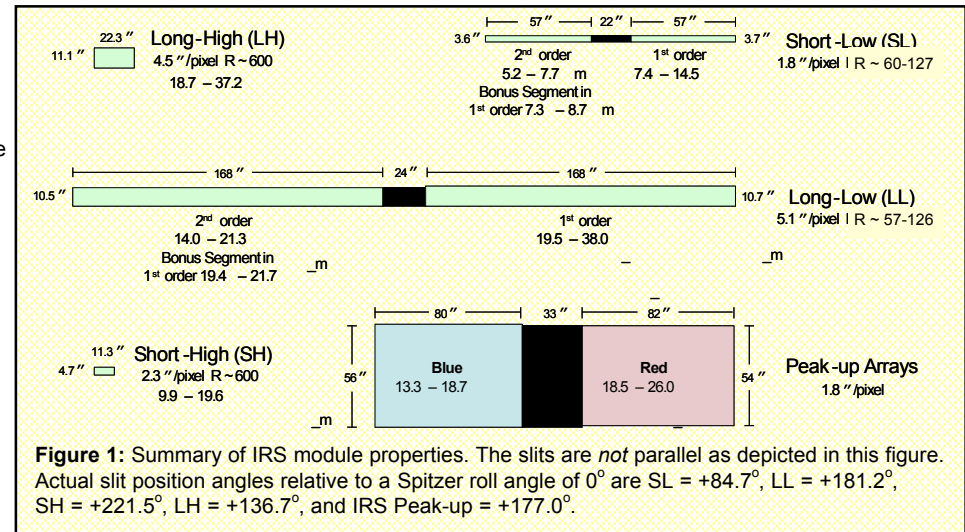 e
22.3 ″
11.1 ″
Long-High (LH)
4.5 ″/pixel R ~ 600
18.7 – 37.2
57 ″ 22 ″ 57 ″
3.6 ″
3.7 ″
Short-Low (SL)
1.8 ″/pixel | R ~ 60-127
2nd order
5.2 – 7.7 m
Bonus Segment in
1st order 7.3 – 8.7 m
1st order
7.4 – 14.5
168 ″ 24 ″ 168 ″
10.5 ″
10.7 ″
Long-Low (LL)
5.1 ″/pixel | R ~ 57-126
2nd order
14.0 – 21.3
Bonus Segment in
1st order 19.4 – 21.7
_m
1st order
19.5 – 38.0
_
_m
_
11.3 ″
4.7 ″
Short-High (SH)
2.3 ″/pixel R ~ 600
9.9 – 19.6
_m
80 ″ 33 ″ 82 ″
56 ″
Blue
13.3 – 18.7
Red
18.5 – 26.0
54 ″
Peak-up Arrays
1.8 ″/pixel
Figure 1: Summary of IRS module properties. The slits are not parallel as depicted in this figure.
Actual slit position angles relative to a Spitzer roll angle of 0° are SL = +84.7°, LL = +181.2°,
SH = +221.5°, LH = +136.7°, and IRS Peak-up = +177.0°.